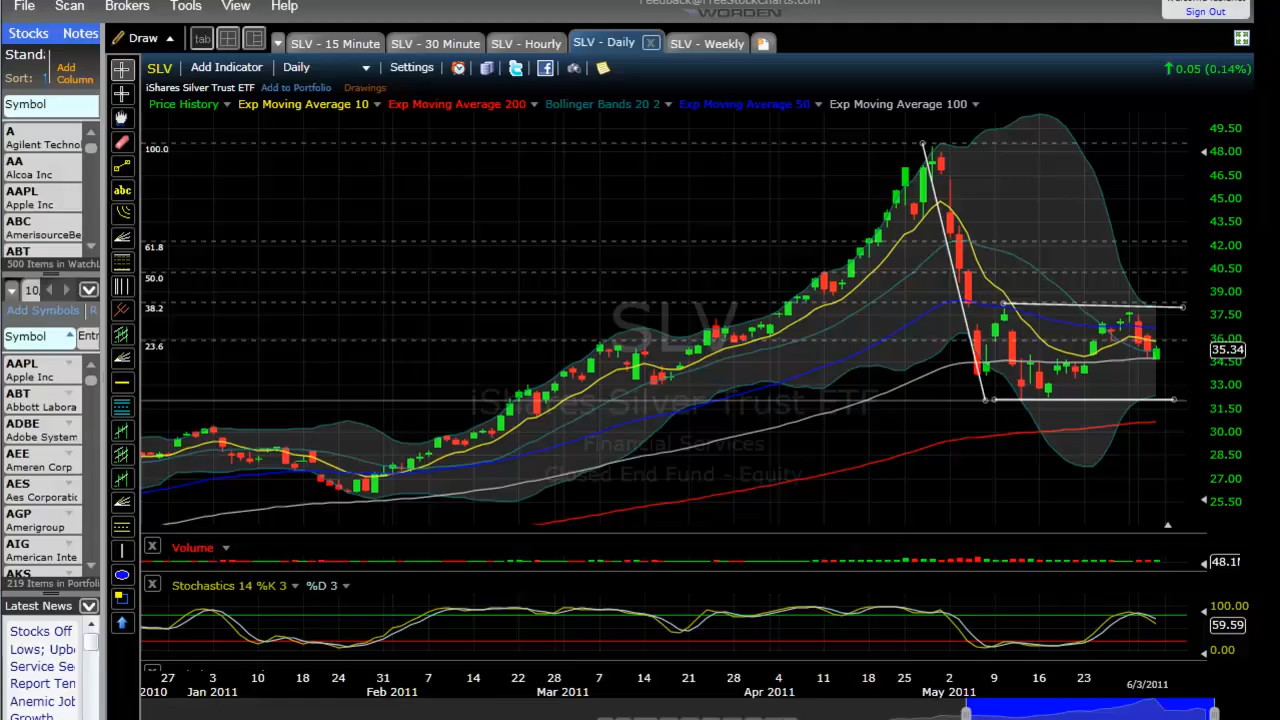 File Scan Brokers Tools View Help
Feedback@FreeStockCharts.com
WORDEN
Sign Out
Stocks Notes
Draw
tab
SLV - 15 Minute
SLV - 30 Minute
SLV - Hourly
SLV - Daily
SLV - Weekly
Stand:
Sort:
Add
Column
SLV Add Indicator Daily Settings
0.05 (0.14%)
iShares Silver Trust ETF Add to Portfolio Drawings
Price History Exp Moving Average 10 Exp Moving Average 200 Bollinger Bands 20 2 Exp Moving Average 50 Exp Moving Average 100
Symbol
A
Agilent Technol
AA
Alcoa Inc
AAPL
Apple Inc
ABC
AmerisourceBe
ABT
500 Items in Watchl
10
Add Symbols
Symbol Entr
AAPL
Apple Inc
ABT
Abbott Labora
ADBE
Adobe System
AEE
Ameren Corp
AES
Aes Corporatic
AGP
Amerigroup
AIG
American Inte
AKS
219 Items in Portfoli
Latest News
Stocks Off
Lows; Upb
Service Sec
Report Ten
Anemic Job
Growth
100.0
61.8
50.0
38.2
23.6
SLV
iShares Silver Trust ETF
Financial Services
Closed End Fund - Equity
49.50
48.00
46.50
45.00
43.50
42.00
40.50
39.00
37.50
36.00
35.34
34.50
33.00
31.50
30.00
28.50
27.00
25.50
Volume
48.1
Stochastics 14 %K 3 %D 3
100.00
59.59
0.00
27 3 10 18 24 31 7 14 22 28 7 14 21 28 4 11 18 25 2 9 16 23
2010 Jan 2011 Feb 2011 Mar 2011 Apr 2011 May 2011 6/3/2011